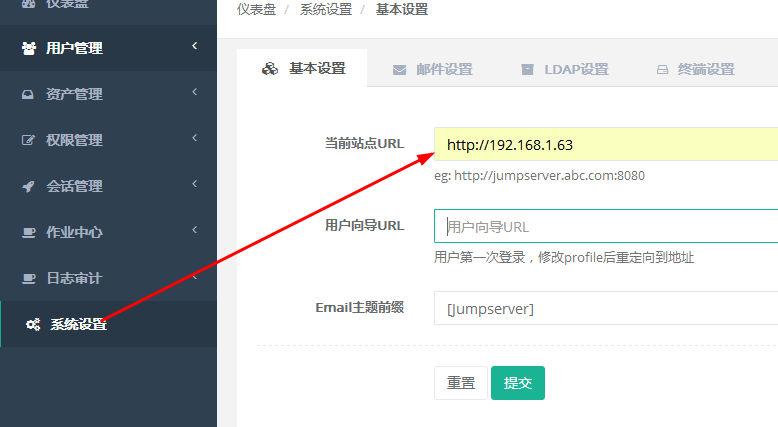 仪表盘
用户管理
资产管理
权限管理
会话管理
作业中心
日志审计
系统设置
仪表盘 / 系统设置 / 基本设置
基本设置 邮件设置 LDAP设置 终端设置
当前站点URL http://192.168.1.63
eg: http://jumpserver.abc.com:8080
用户向导URL 用户向导URL
用户第一次登录，修改profile后重定向到地址
Email主题前缀 [Jumpserver]
重置 提交